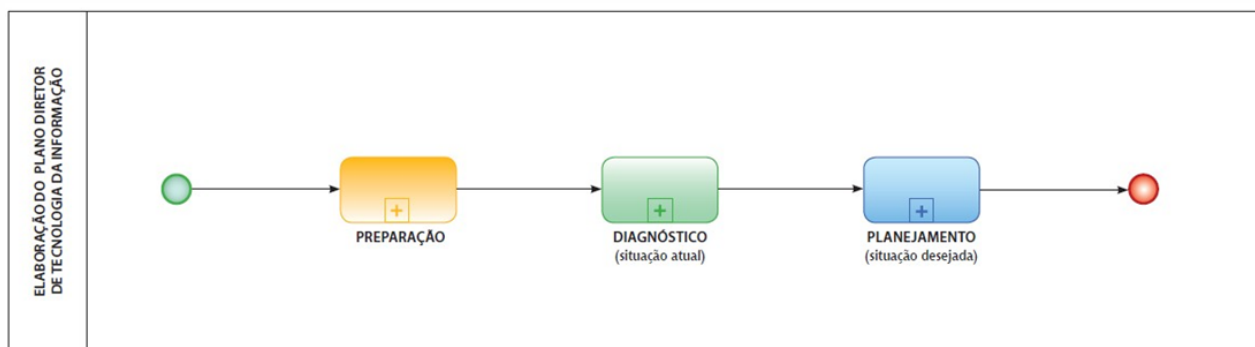 ELABORAÇÃO DO PLANO DIRETOR
DE TECNOLOGIA DA INFORMAÇÃO
PREPARAÇÃO
DIAGNÓSTICO
(situação atual)
PLANEJAMENTO
(situação desejada)